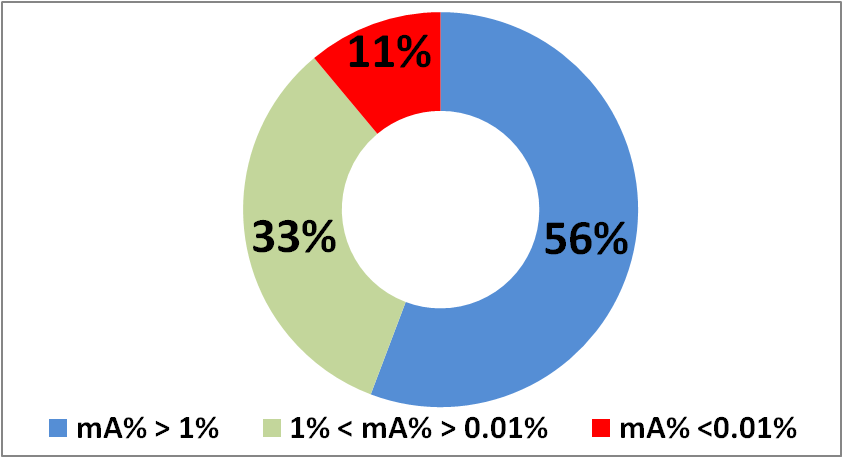 11%
33%
56%
mA% > 1%
1% < mA% > 0.01%
mA% <0.01%